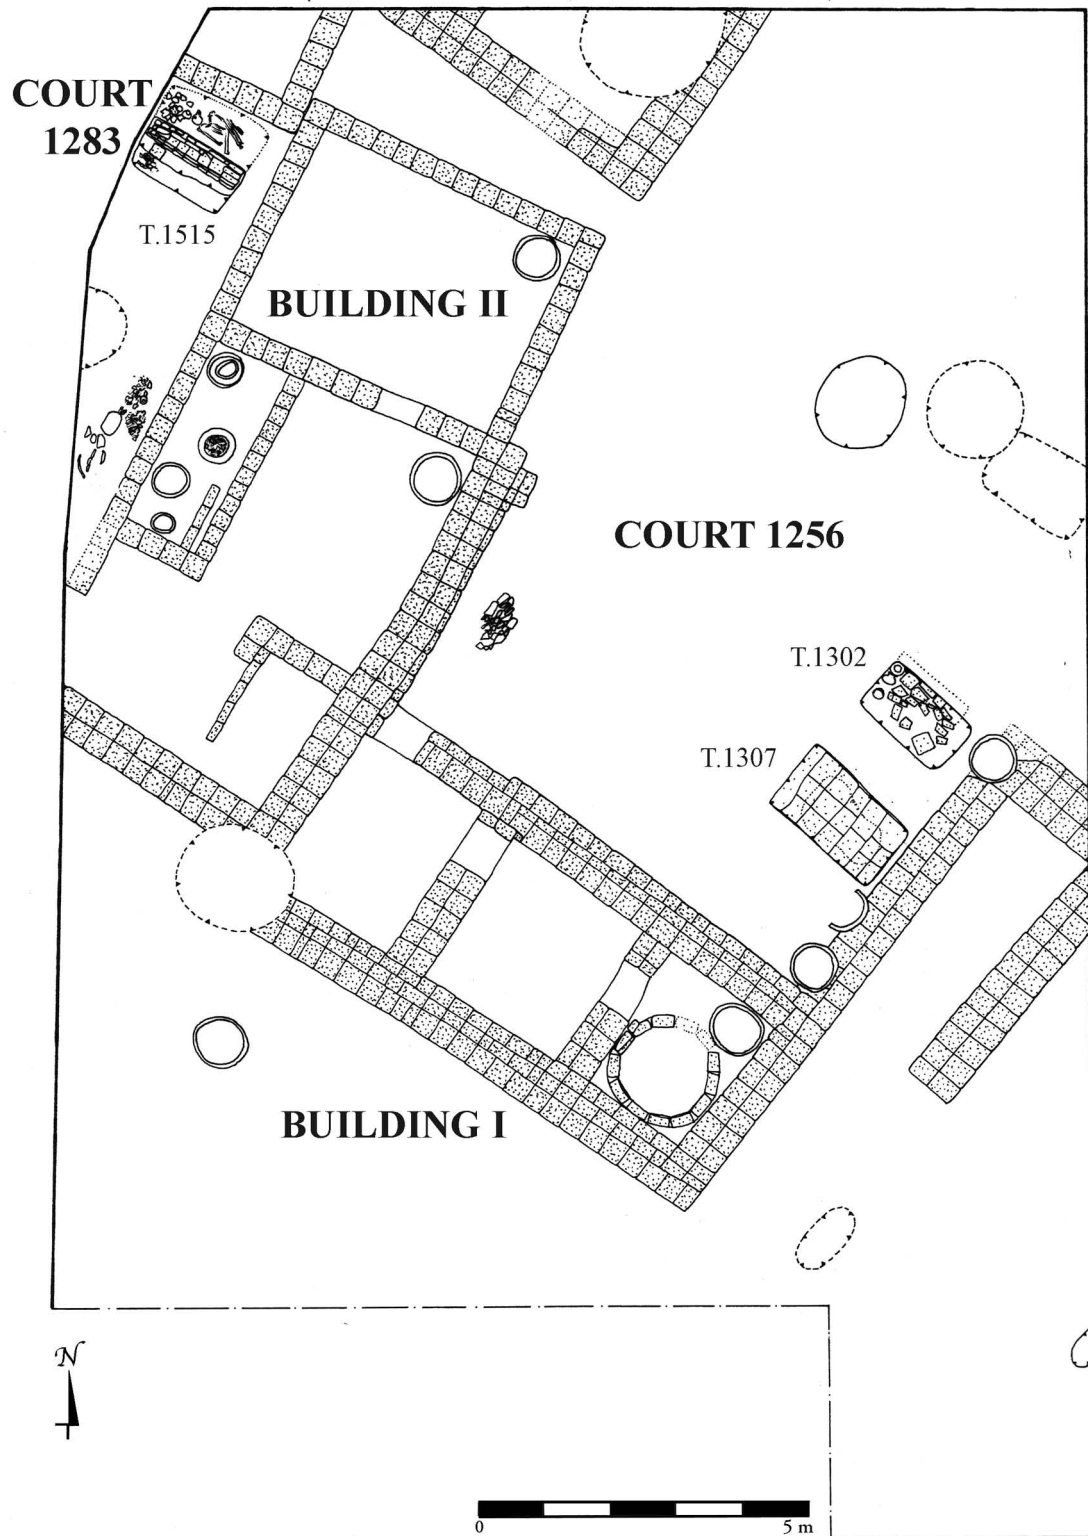 COURT
1283
T.1515
BUILDING II
COURT 1256
T.1302
T.1307
BUILDING I
N
0
5 m